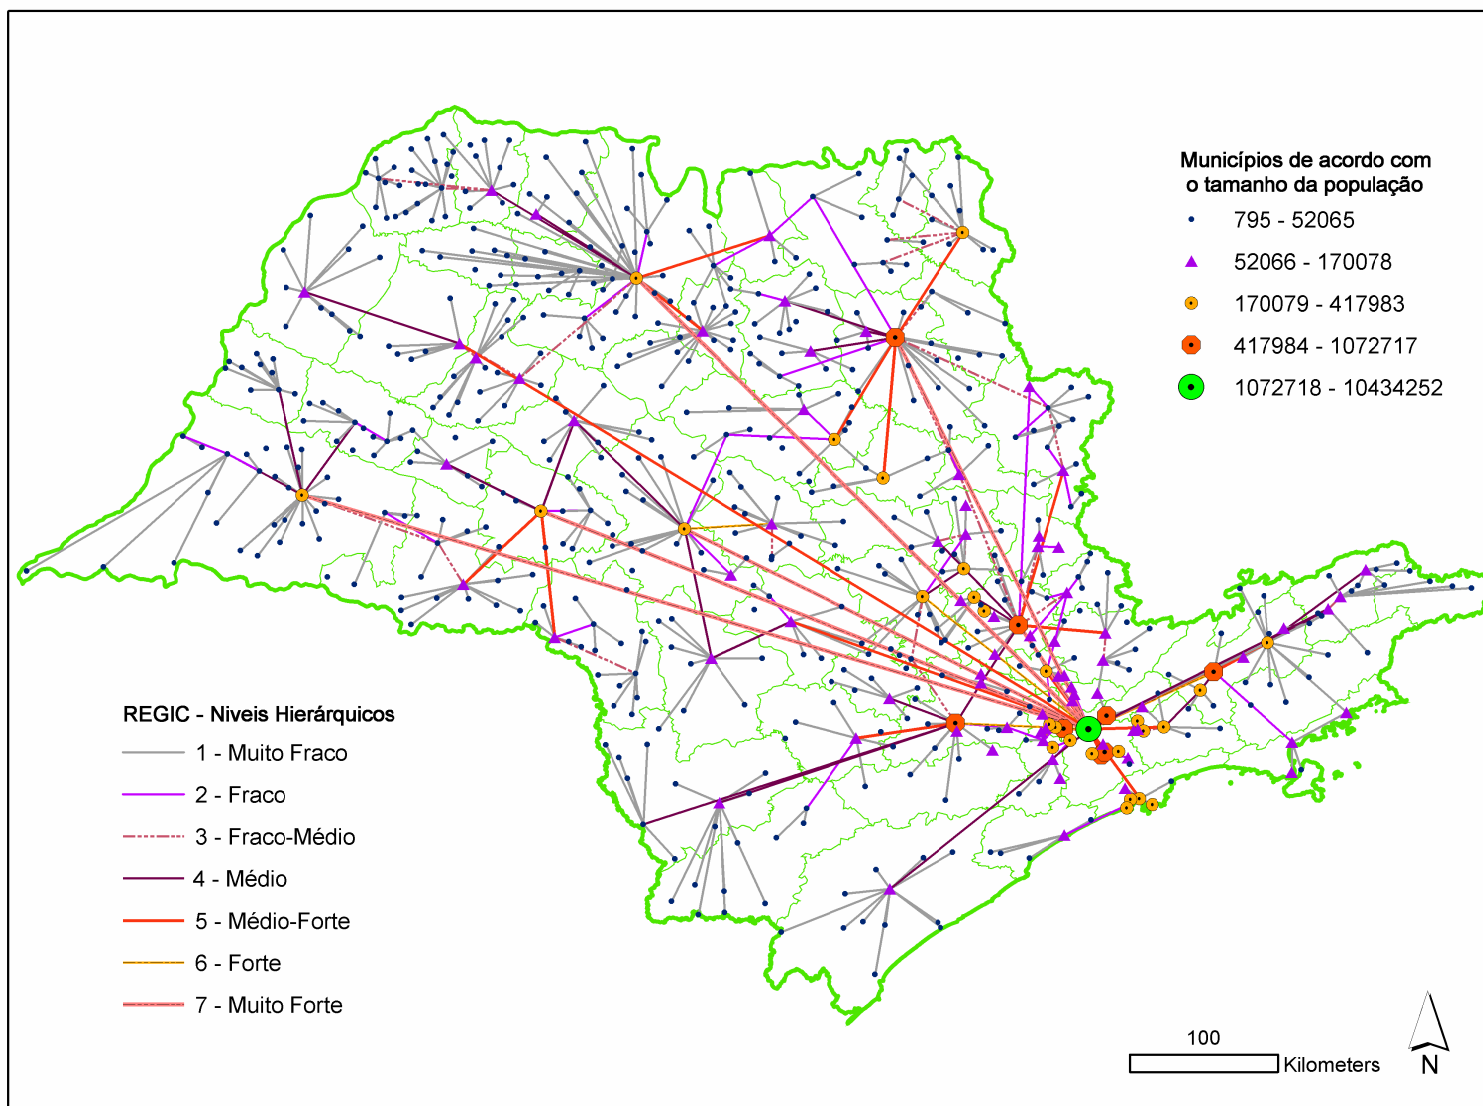 Municípios de acordo com
o tamanho da população
795 - 52065
52066 - 170078
170079 - 417983
417984 - 1072717
1072718 - 10434252
REGIC - Niveis Hierárquicos
1 - Muito Fraco
2 - Fraco
3 - Fraco-Médio
4 - Médio
5 - Médio-Forte
6 - Forte
7 - Muito Forte
100
Kilometers
N